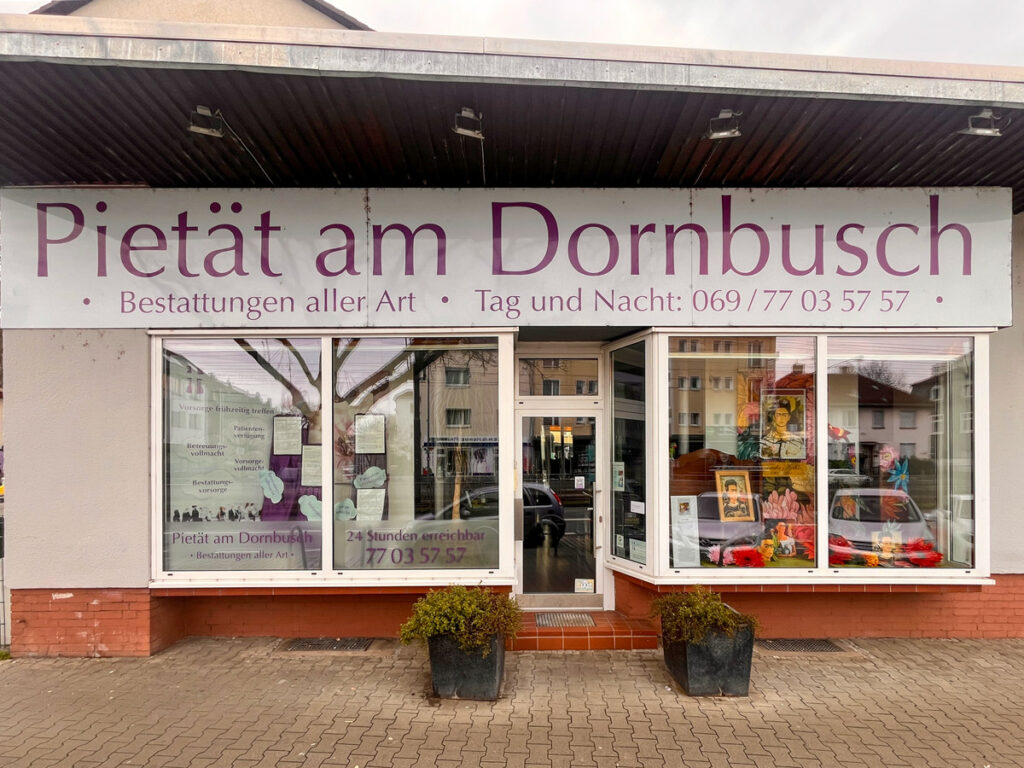 Pietät am Dornbusch
• Bestattungen aller Art • Tag und Nacht: 069 / 77 03 57 57 •
Vorsorge frühzeitig treffen
Patienten-
verfügung
Betreuungs-
vollmacht
Vorsorge-
vollmacht
Bestattungs-
vorsorge
Pietät am Dornbusch
• Bestattungen aller Art •
24 Stunden erreichbar
77 03 57 57